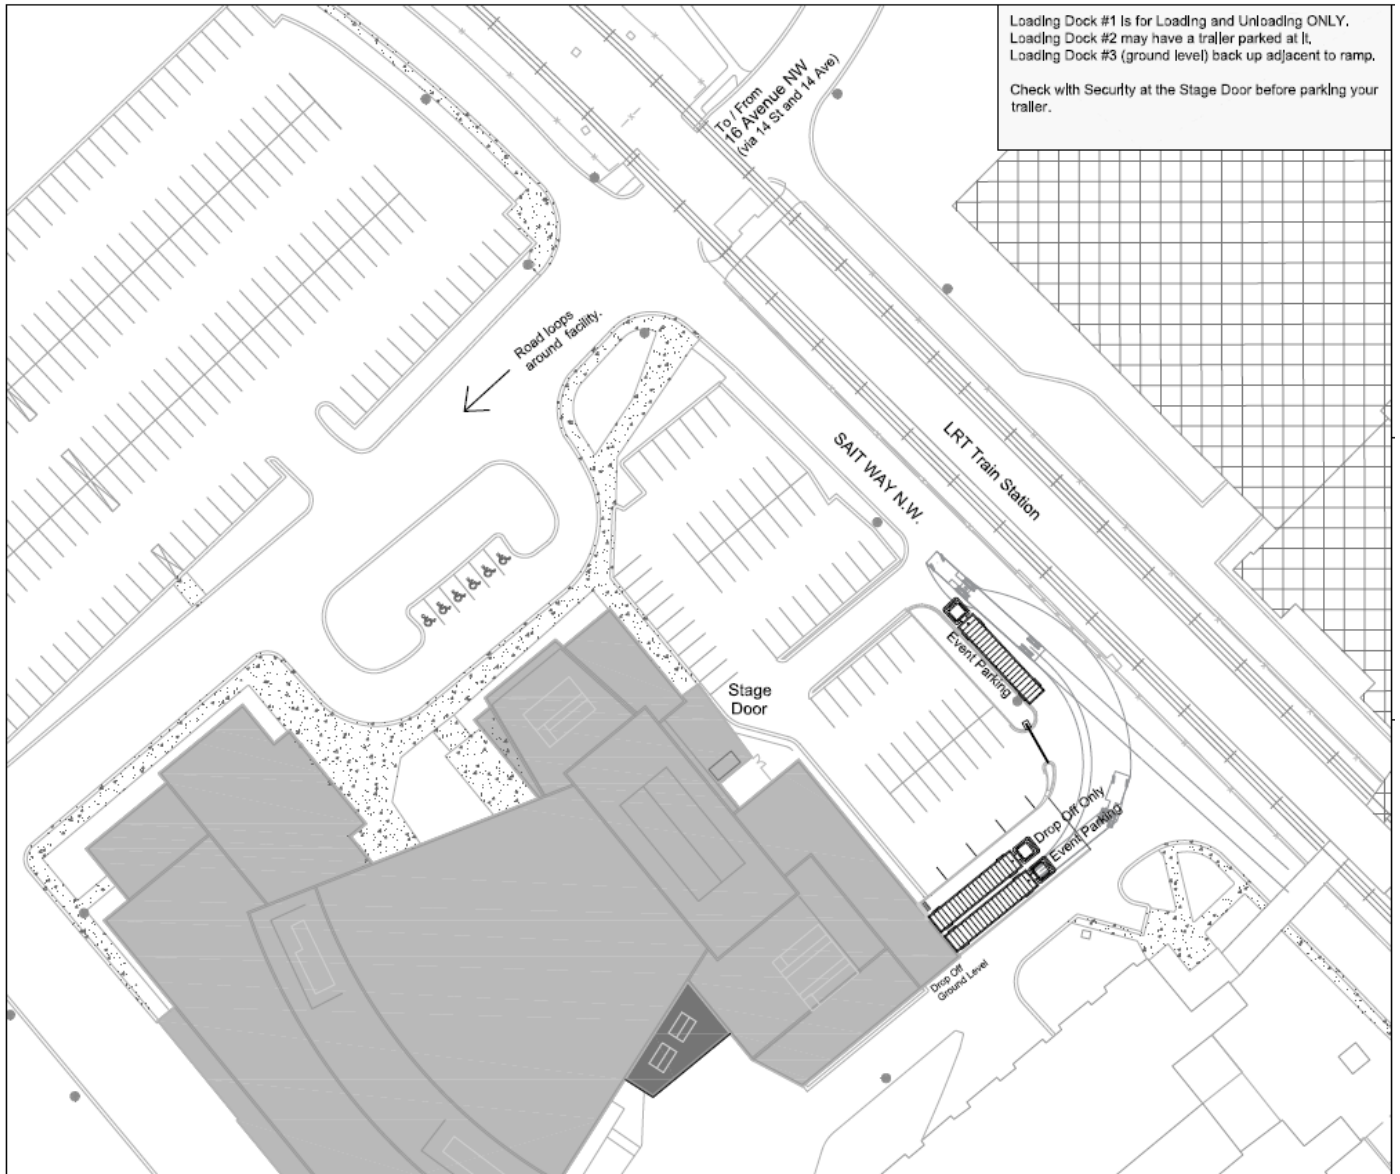 Loading Dock #1 is for Loading and Unloading ONLY.
Loading Dock #2 may have a trailer parked at it.
Loading Dock #3 (ground level) back up adjacent to ramp.
Check with Security at the Stage Door before parking your
trailer.
To / From
16 Avenue NW
(via 14 St and 14 Ave)
Road loops
around facility.
SAIT WAY N.W.
LRT Train Station
Event Parking
Stage
Door
Drop Off Only
Event Parking
Drop Off
Ground Level